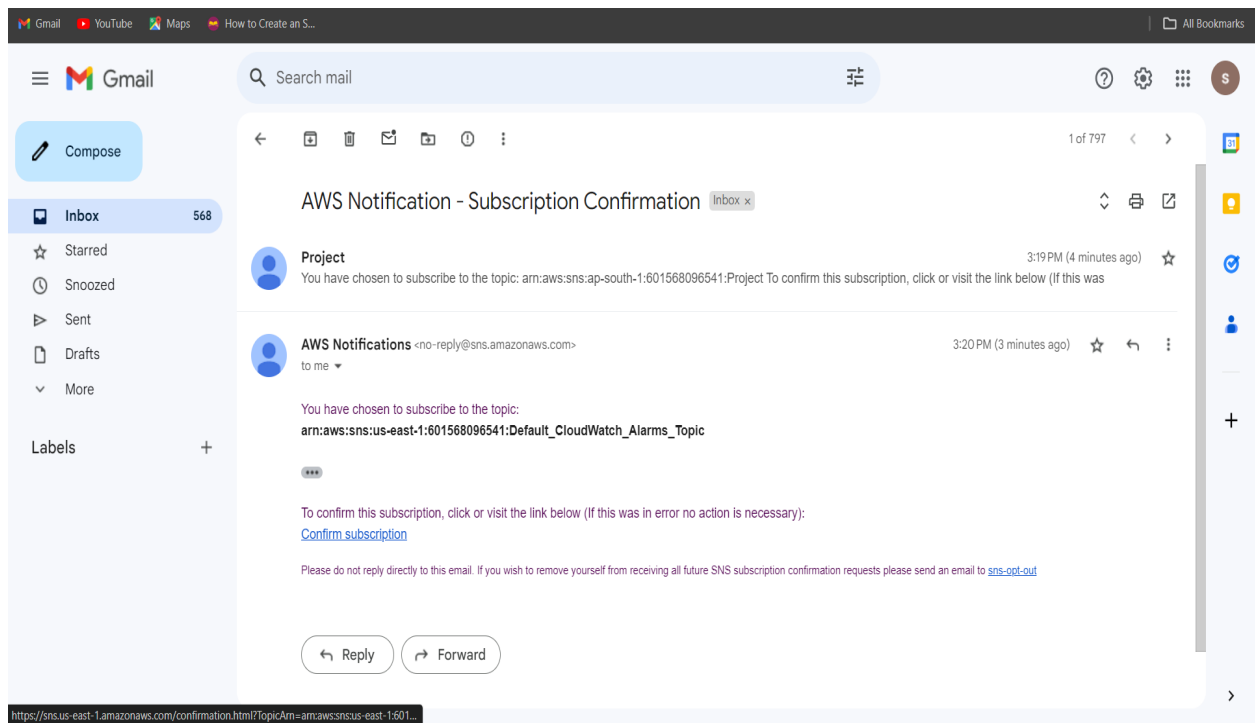 Gmail YouTube Maps How to Create an S... All Bookmarks
Gmail
Search mail
S
Compose
1 of 797
31
AWS Notification - Subscription Confirmation Inbox x
Inbox 568
Starred
Snoozed
Sent
Drafts
More
Labels
Project 3:19 PM (4 minutes ago)
You have chosen to subscribe to the topic: arn:aws:sns:ap-south-1:601568096541:Project To confirm this subscription, click or visit the link below (If this was
AWS Notifications <no-reply@sns.amazonaws.com> 3:20 PM (3 minutes ago)
to me
You have chosen to subscribe to the topic:
arn:aws:sns:us-east-1:601568096541:Default_CloudWatch_Alarms_Topic
To confirm this subscription, click or visit the link below (If this was in error no action is necessary):
Confirm subscription
Please do not reply directly to this email. If you wish to remove yourself from receiving all future SNS subscription confirmation requests please send an email to sns-opt-out
Reply Forward
https://sns.us-east-1.amazonaws.com/confirmation.html?TopicArn=arn:aws:sns:us-east-1:601...